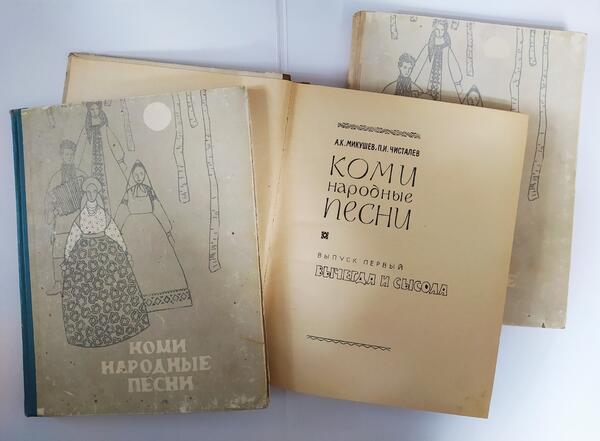 КОМИ
НАРОДНЫЕ
ПЕСНИ
А.К. МИКУШЕВ, П.И. ЧИСТАЛЕВ
КОМИ
народные
песни
ВЫПУСК ПЕРВЫЙ
ВЫЧЕГДА И СЫСОЛА